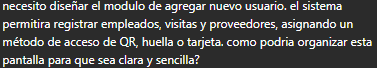 necesito diseñar el modulo de agregar nuevo usuario. el sistema
permitira registrar empleados, visitas y proveedores, asignando un
método de acceso de QR, huella o tarjeta. como podria organizar esta
pantalla para que sea clara y sencilla?